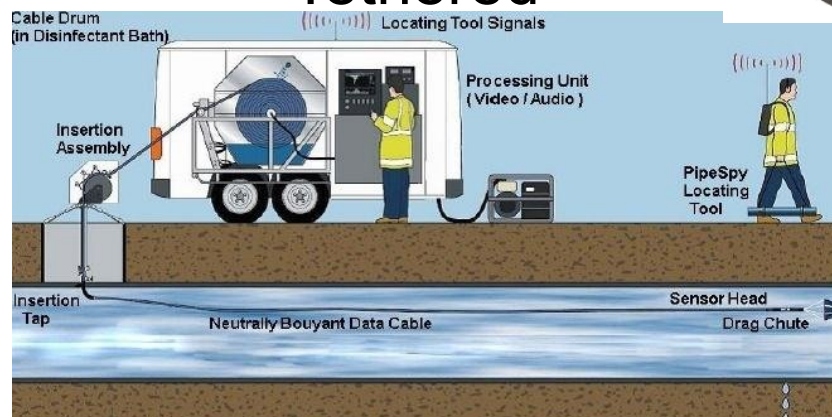 Tethered
Cable Drum
(in Disinfectant Bath)
Locating Tool Signals
Processing Unit
( Video / Audio )
Insertion
Assembly
PipeSpy
Locating
Tool
Insertion
Tap
Neutrally Bouyant Data Cable
Sensor Head
Drag Chute